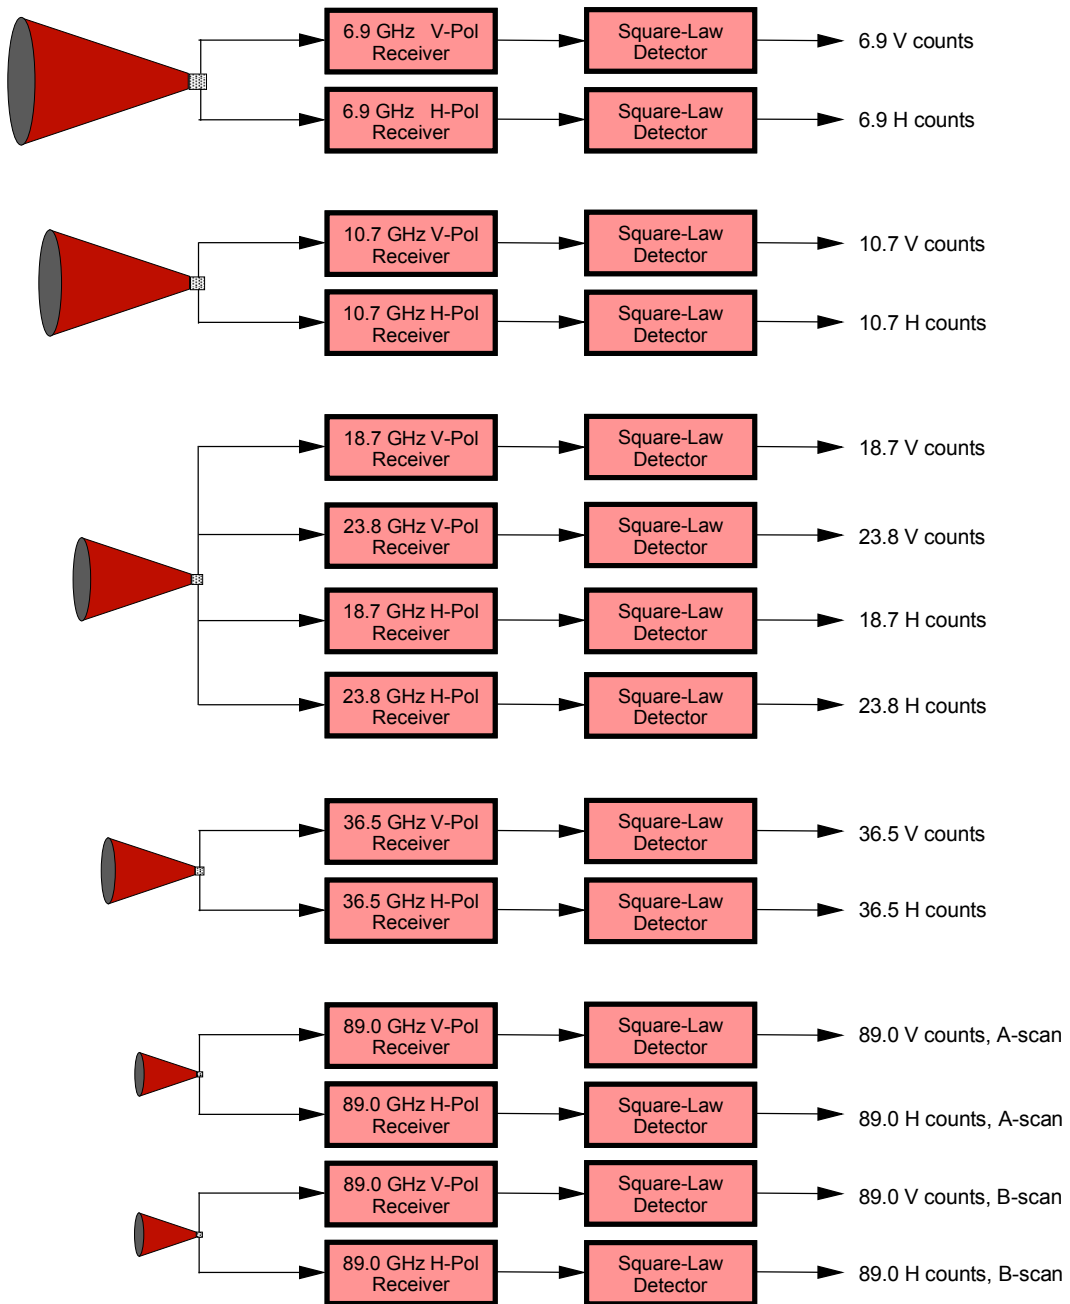 6.9 GHz V-Pol
Receiver
Square-Law
Detector
6.9 V counts
6.9 GHz H-Pol
Receiver
Square-Law
Detector
6.9 H counts
10.7 GHz V-Pol
Receiver
Square-Law
Detector
10.7 V counts
10.7 GHz H-Pol
Receiver
Square-Law
Detector
10.7 H counts
18.7 GHz V-Pol
Receiver
Square-Law
Detector
18.7 V counts
23.8 GHz V-Pol
Receiver
Square-Law
Detector
23.8 V counts
18.7 GHz H-Pol
Receiver
Square-Law
Detector
18.7 H counts
23.8 GHz H-Pol
Receiver
Square-Law
Detector
23.8 H counts
36.5 GHz V-Pol
Receiver
Square-Law
Detector
36.5 V counts
36.5 GHz H-Pol
Receiver
Square-Law
Detector
36.5 H counts
89.0 GHz V-Pol
Receiver
Square-Law
Detector
89.0 V counts, A-scan
89.0 GHz H-Pol
Receiver
Square-Law
Detector
89.0 H counts, A-scan
89.0 GHz V-Pol
Receiver
Square-Law
Detector
89.0 V counts, B-scan
89.0 GHz H-Pol
Receiver
Square-Law
Detector
89.0 H counts, B-scan